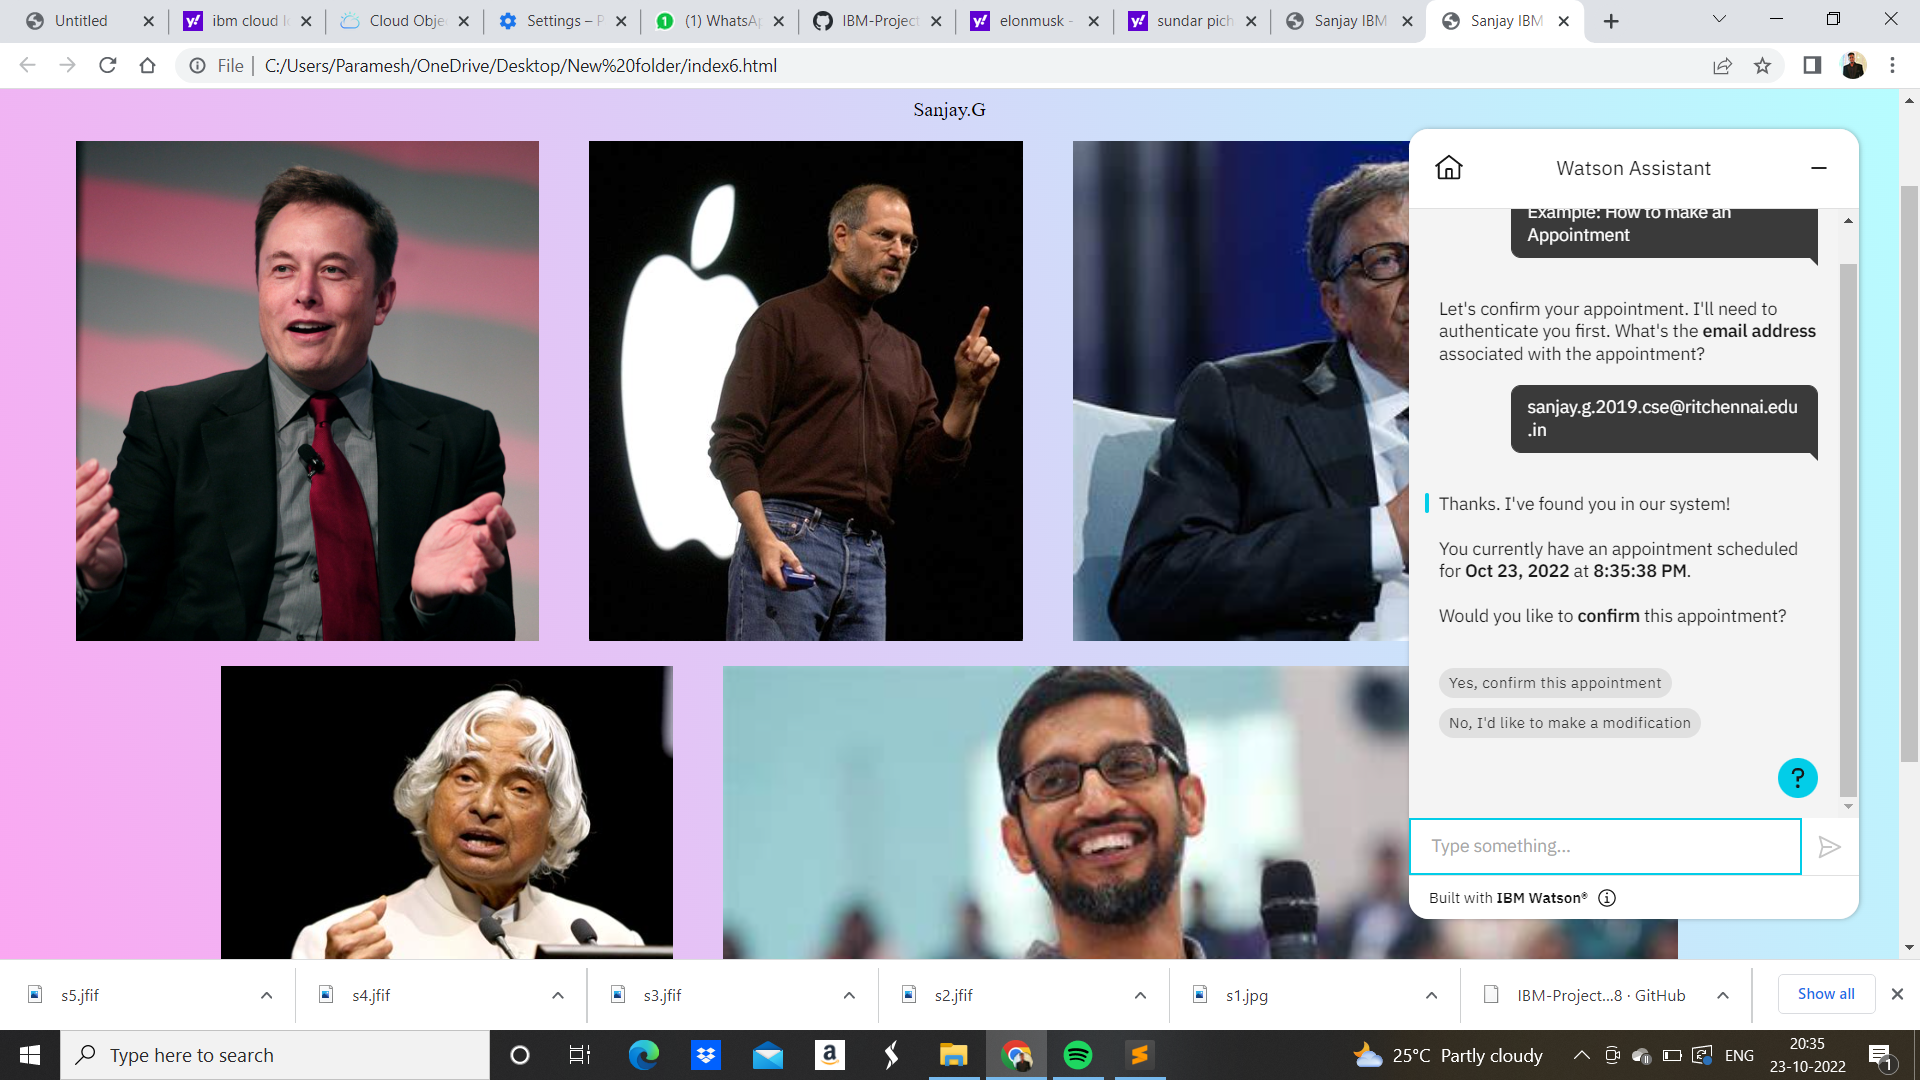 Untitled
ibm cloud l
Cloud Obje
Settings – P
(1) WhatsAp
IBM-Project
elonmusk -
sundar pich
Sanjay IBM
Sanjay IBM
File
C:/Users/Paramesh/OneDrive/Desktop/New%20folder/index6.html
Sanjay.G
Watson Assistant
Example: How to make an
Appointment
Let's confirm your appointment. I'll need to
authenticate you first. What's the email address
associated with the appointment?
sanjay.g.2019.cse@ritchennai.edu
.in
Thanks. I've found you in our system!
You currently have an appointment scheduled
for Oct 23, 2022 at 8:35:38 PM.
Would you like to confirm this appointment?
Yes, confirm this appointment
No, I'd like to make a modification
?
Type something...
Built with IBM Watson®
s5.jfif
s4.jfif
s3.jfif
s2.jfif
s1.jpg
IBM-Project...8 · GitHub
Show all
Type here to search
25°C Partly cloudy
ENG
20:35
23-10-2022
1